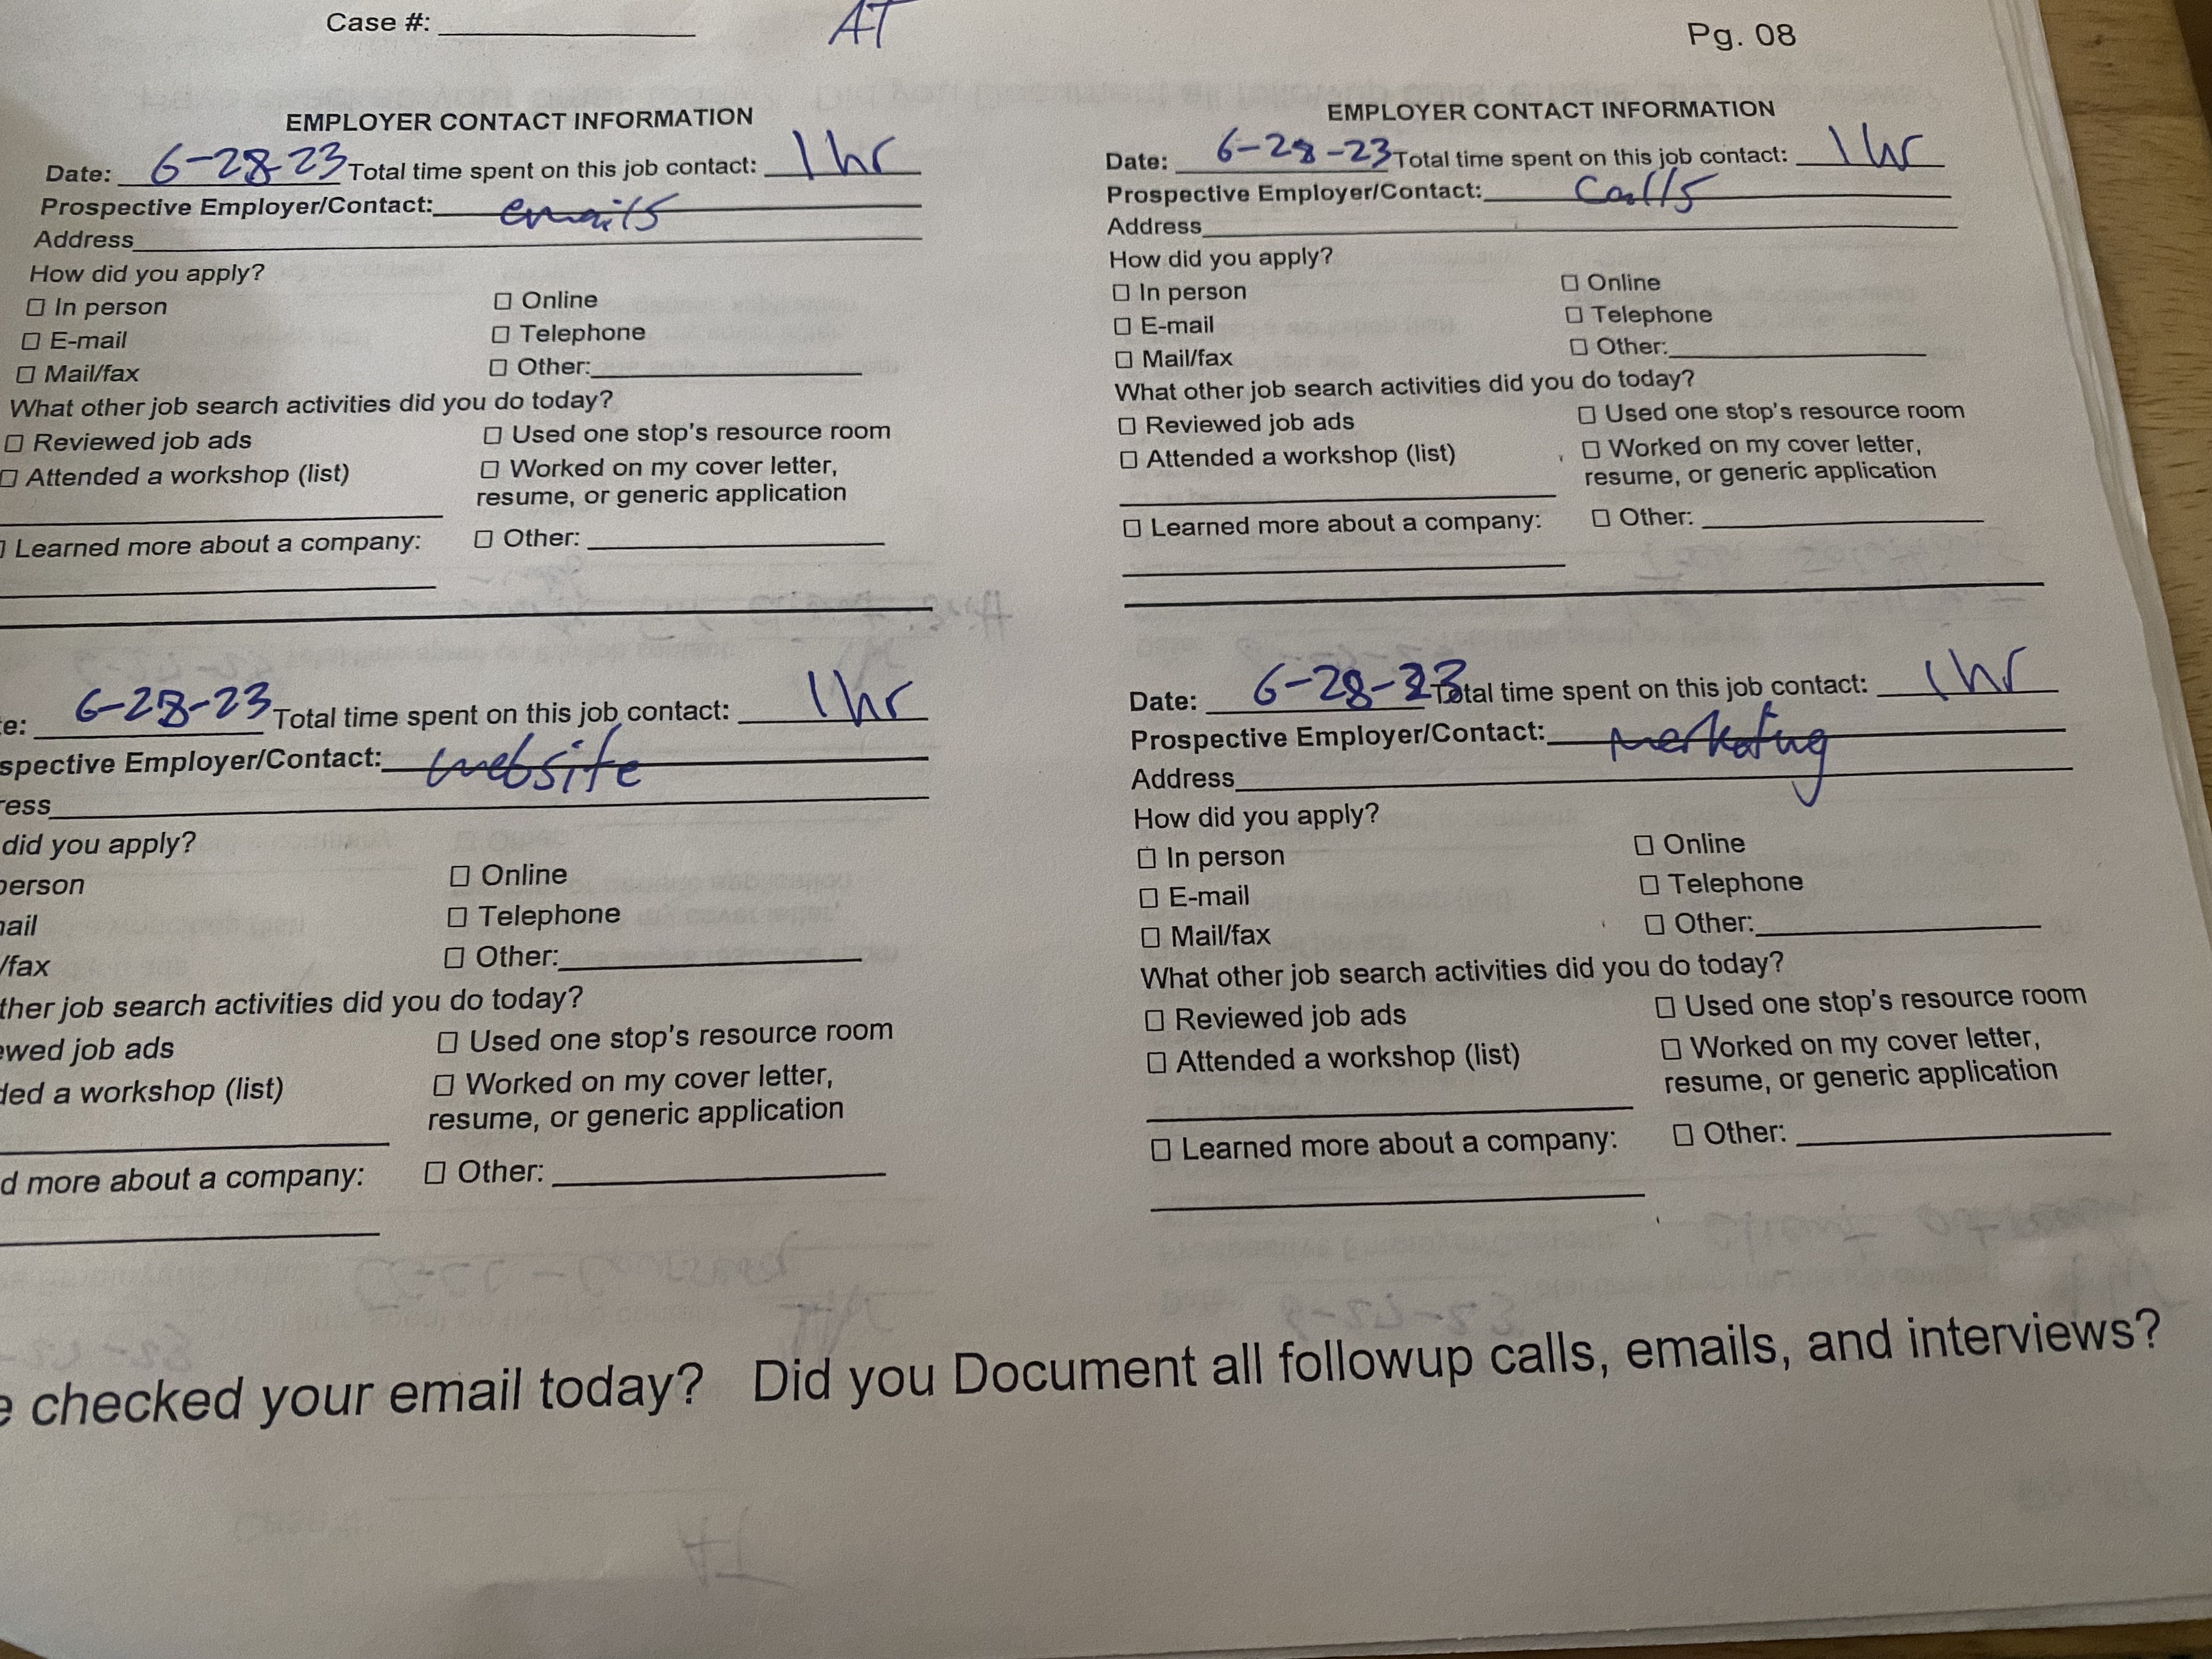 Case #: AT
Pg. 08
EMPLOYER CONTACT INFORMATION
Date: 6-28-23 Total time spent on this job contact: 1 hr
Prospective Employer/Contact: emails
Address
How did you apply?
☐ In person ☐ Online
☐ E-mail ☐ Telephone
☐ Mail/fax ☐ Other:
What other job search activities did you do today?
☐ Reviewed job ads ☐ Used one stop's resource room
☐ Attended a workshop (list) ☐ Worked on my cover letter,
resume, or generic application
Learned more about a company: ☐ Other:
EMPLOYER CONTACT INFORMATION
Date: 6-28-23 Total time spent on this job contact: 1 hr
Prospective Employer/Contact: calls
Address
How did you apply?
☐ In person ☐ Online
☐ E-mail ☐ Telephone
☐ Mail/fax ☐ Other:
What other job search activities did you do today?
☐ Reviewed job ads ☐ Used one stop's resource room
☐ Attended a workshop (list) ☐ Worked on my cover letter,
resume, or generic application
☐ Learned more about a company: ☐ Other:
te: 6-28-23 Total time spent on this job contact: 1 hr
spective Employer/Contact: website
ress
did you apply?
person ☐ Online
nail ☐ Telephone
/fax ☐ Other:
ther job search activities did you do today?
ewed job ads ☐ Used one stop's resource room
ded a workshop (list) ☐ Worked on my cover letter,
resume, or generic application
d more about a company: ☐ Other:
Date: 6-28-23 Total time spent on this job contact: 1 hr
Prospective Employer/Contact: marketing
Address
How did you apply?
☐ In person ☐ Online
☐ E-mail ☐ Telephone
☐ Mail/fax ☐ Other:
What other job search activities did you do today?
☐ Reviewed job ads ☐ Used one stop's resource room
☐ Attended a workshop (list) ☐ Worked on my cover letter,
resume, or generic application
☐ Learned more about a company: ☐ Other:
e checked your email today? Did you Document all followup calls, emails, and interviews?